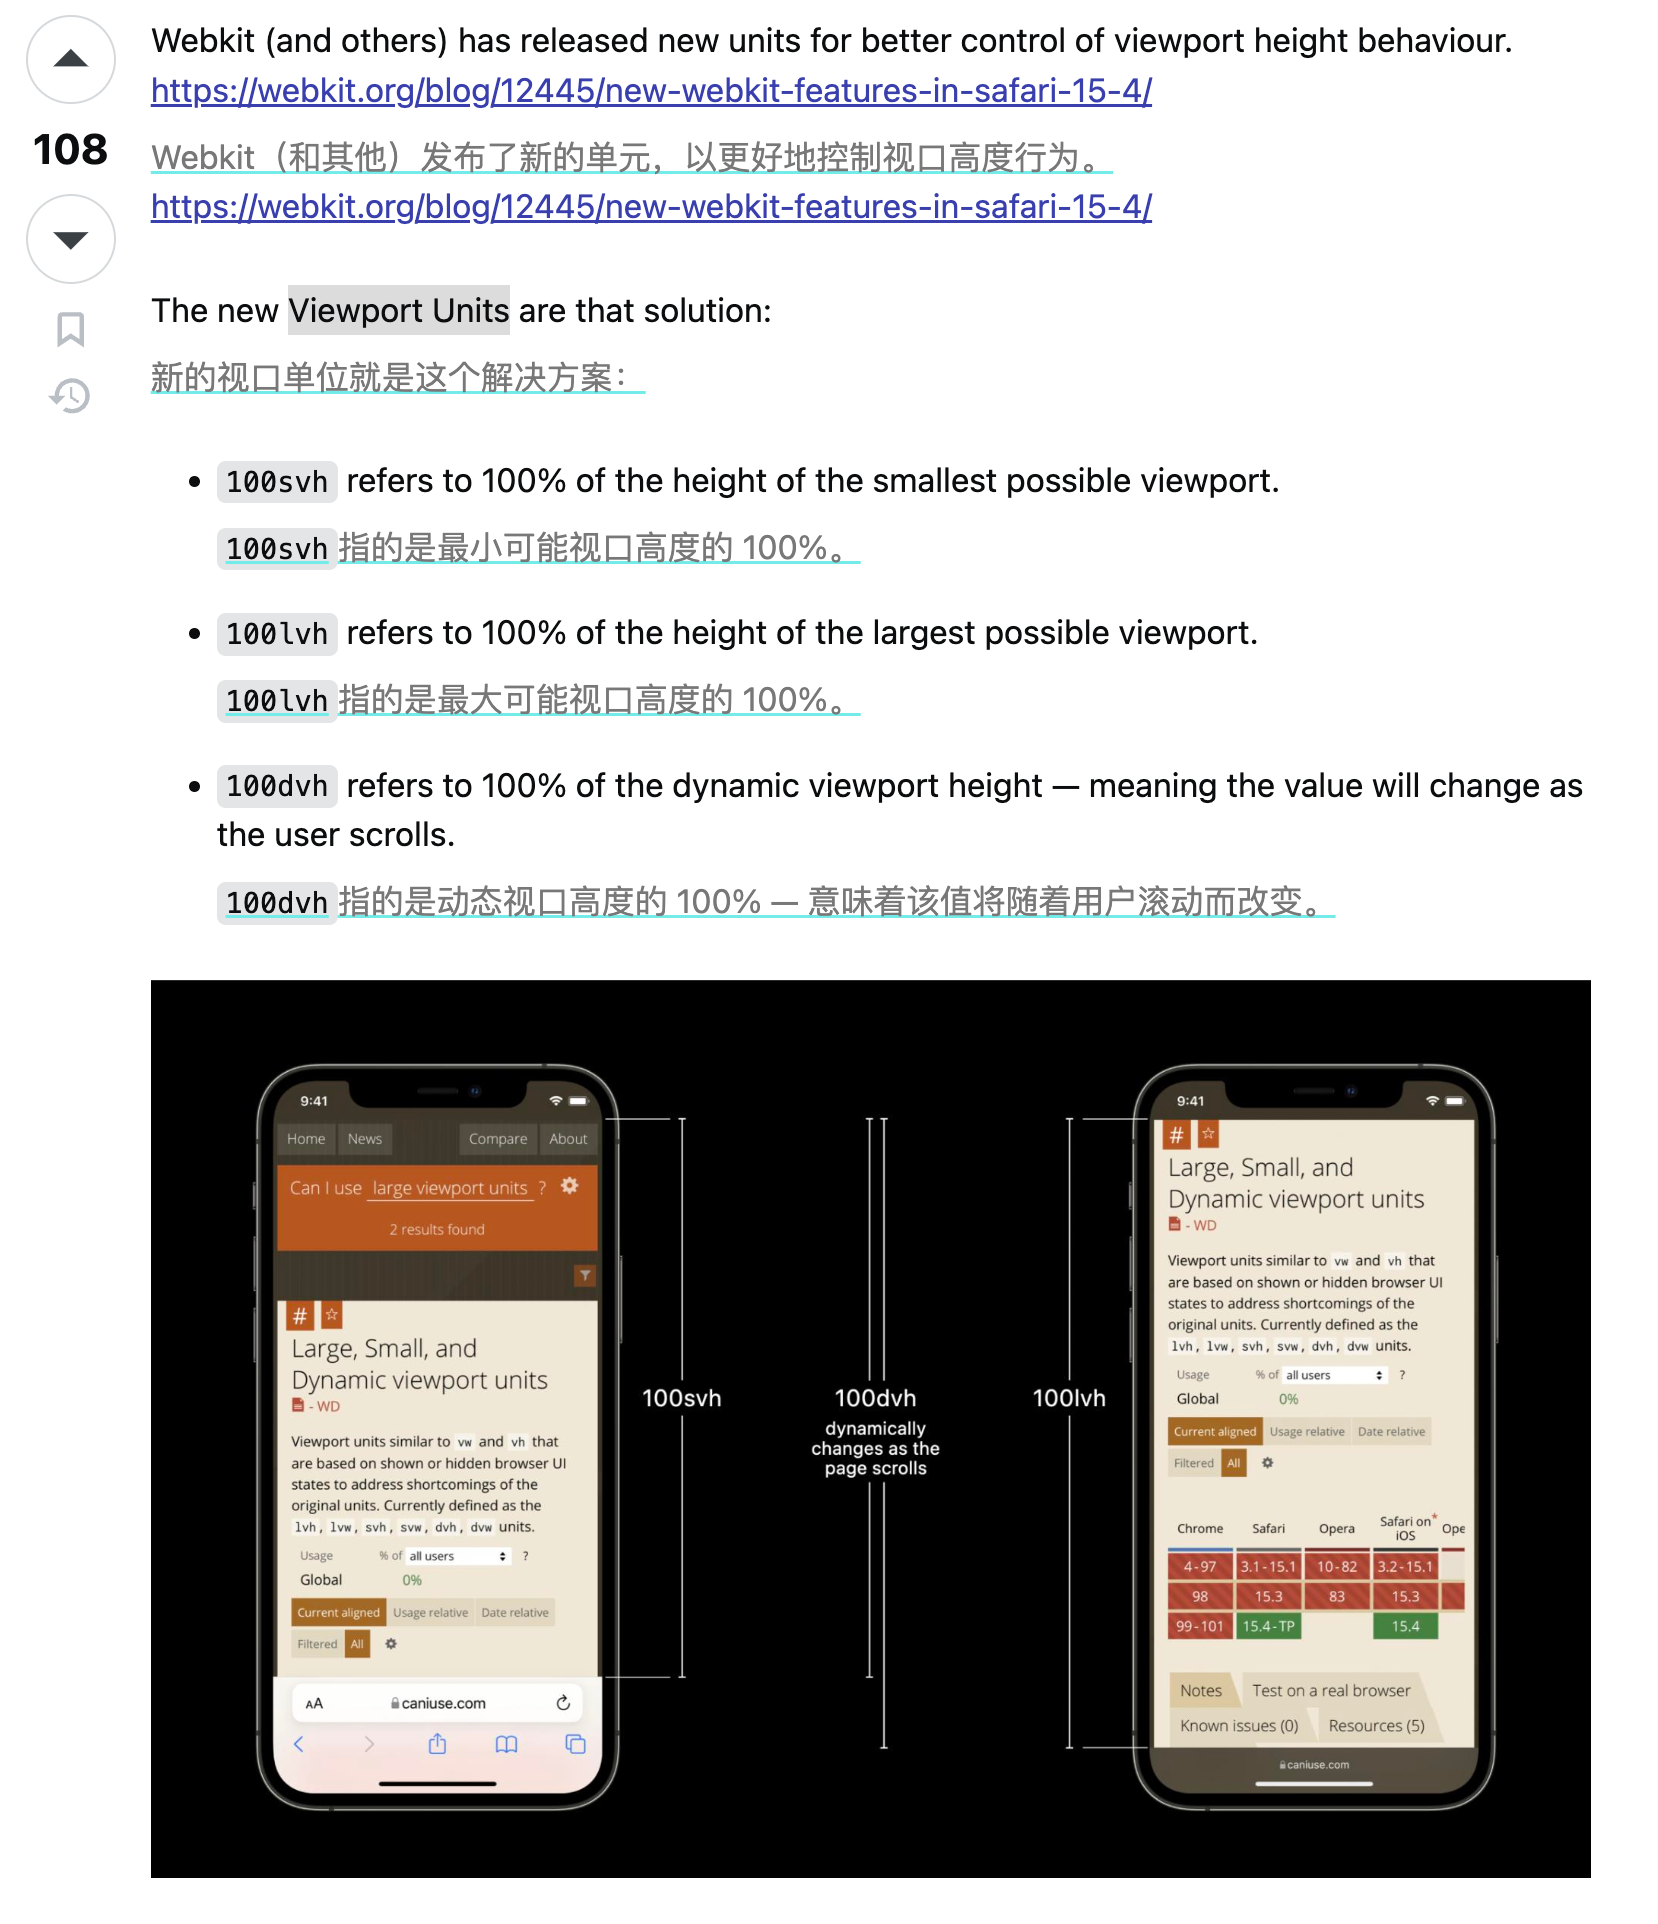 Webkit (and others) has released new units for better control of viewport height behaviour.
https://webkit.org/blog/12445/new-webkit-features-in-safari-15-4/
108
Webkit（和其他）发布了新的单元，以更好地控制视口高度行为。
https://webkit.org/blog/12445/new-webkit-features-in-safari-15-4/
The new Viewport Units are that solution:
新的视口单位就是这个解决方案：
• 100svh refers to 100% of the height of the smallest possible viewport.
100svh指的是最小可能视口高度的 100%。
• 100lvh refers to 100% of the height of the largest possible viewport.
100lvh指的是最大可能视口高度的 100%。
• 100dvh refers to 100% of the dynamic viewport height — meaning the value will change as
the user scrolls.
100dvh指的是动态视口高度的 100% — 意味着该值将随着用户滚动而改变。
9:41
Home News Compare About
Can I use large viewport units ?
2 results found
# ☆
Large, Small, and
Dynamic viewport units
- WD
Viewport units similar to vw and vh that
are based on shown or hidden browser UI
states to address shortcomings of the
original units. Currently defined as the
lvh, lvw, svh, svw, dvh, dvw units.
Usage % of all users ?
Global 0%
Current aligned Usage relative Date relative
Filtered All
AA caniuse.com
100svh
100dvh
dynamically
changes as the
page scrolls
100lvh
9:41
# ☆
Large, Small, and
Dynamic viewport units
- WD
Viewport units similar to vw and vh that
are based on shown or hidden browser UI
states to address shortcomings of the
original units. Currently defined as the
lvh, lvw, svh, svw, dvh, dvw units.
Usage % of all users ?
Global 0%
Current aligned Usage relative Date relative
Filtered All
Chrome Safari Opera Safari on* iOS Ope
4-97 3.1-15.1 10-82 3.2-15.1
98 15.3 83 15.3
99-101 15.4-TP 15.4
Notes Test on a real browser
Known issues (0) Resources (5)
caniuse.com